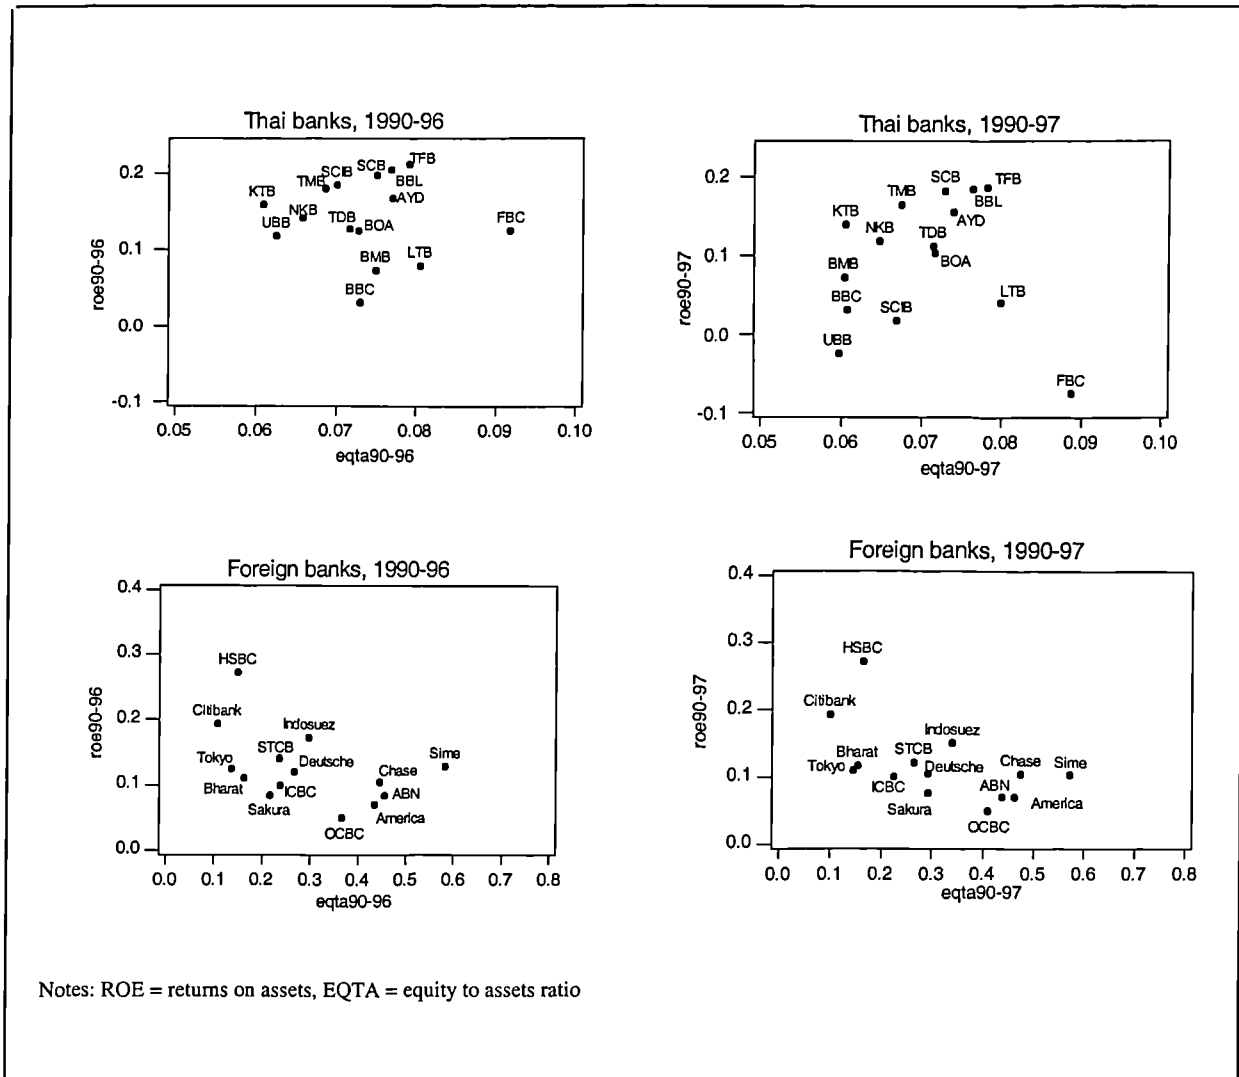 Thai banks, 1990-96
roe90-96
0.2
0.1
0.0
-0.1
KTB
UBB
NKB
TMB
SCIB
SCB
TFB
BBL
AYD
TDB
BOA
FBC
BMB
LTB
BBC
0.05 0.06 0.07 0.08 0.09 0.10
eqta90-96
Thai banks, 1990-97
roe90-97
0.2
0.1
0.0
-0.1
SCB
TFB
TMB
BBL
KTB
AYD
NKB
TDB
BOA
BMB
BBC
SCIB
LTB
UBB
FBC
0.05 0.06 0.07 0.08 0.09 0.10
eqta90-97
Foreign banks, 1990-96
roe90-96
0.4
0.3
0.2
0.1
0.0
HSBC
Citibank
Indosuez
STCB
Tokyo
Deutsche
Sime
Bharat
ICBC
Chase
Sakura
ABN
America
OCBC
0.0 0.1 0.2 0.3 0.4 0.5 0.6 0.7 0.8
eqta90-96
Foreign banks, 1990-97
roe90-97
0.4
0.3
0.2
0.1
0.0
HSBC
Citibank
Indosuez
Bharat
STCB
Tokyo
Deutsche
Chase
Sime
ICBC
ABN
Sakura
America
OCBC
0.0 0.1 0.2 0.3 0.4 0.5 0.6 0.7 0.8
eqta90-97
Notes: ROE = returns on assets, EQTA = equity to assets ratio